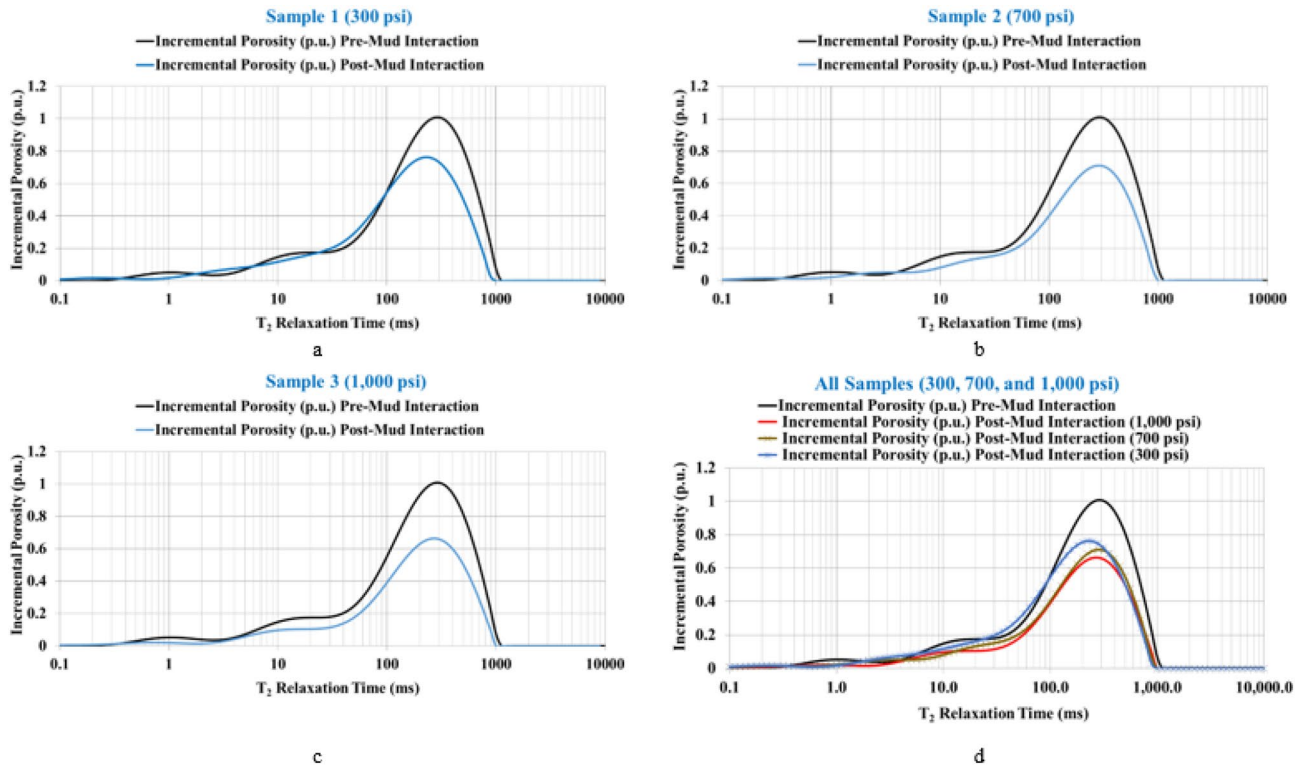 Sample 1 (300 psi)
Incremental Porosity (p.u.) Pre-Mud Interaction
Incremental Porosity (p.u.) Post-Mud Interaction
Incremental Porosity (p.u.)
1.2
1
0.8
0.6
0.4
0.2
0
0.1 1 10 100 1000 10000
T2 Relaxation Time (ms)
a
Sample 2 (700 psi)
Incremental Porosity (p.u.) Pre-Mud Interaction
Incremental Porosity (p.u.) Post-Mud Interaction
Incremental Porosity (p.u.)
1.2
1
0.8
0.6
0.4
0.2
0
0.1 1 10 100 1000 10000
T2 Relaxation Time (ms)
b
Sample 3 (1,000 psi)
Incremental Porosity (p.u.) Pre-Mud Interaction
Incremental Porosity (p.u.) Post-Mud Interaction
Incremental Porosity (p.u.)
1.2
1
0.8
0.6
0.4
0.2
0
0.1 1 10 100 1000 10000
T2 Relaxation Time (ms)
c
All Samples (300, 700, and 1,000 psi)
Incremental Porosity (p.u.) Pre-Mud Interaction
Incremental Porosity (p.u.) Post-Mud Interaction (1,000 psi)
Incremental Porosity (p.u.) Post-Mud Interaction (700 psi)
Incremental Porosity (p.u.) Post-Mud Interaction (300 psi)
Incremental Porosity (p.u.)
1.2
1
0.8
0.6
0.4
0.2
0
0.1 1.0 10.0 100.0 1,000.0 10,000.0
T2 Relaxation Time (ms)
d